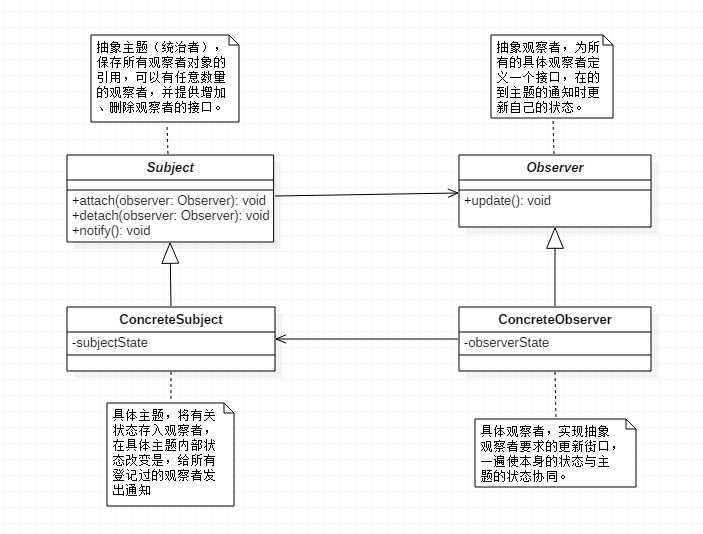 抽象主题（统治者），
保存所有观察者对象的
引用，可以有任意数量
的观察者，并提供增加
、删除观察者的接口。
抽象观察者，为所
有的具体观察者定
义一个接口，在的
到主题的通知时更
新自己的状态。
Subject
+attach(observer: Observer): void
+detach(observer: Observer): void
+notify(): void
Observer
+update(): void
ConcreteSubject
-subjectState
ConcreteObserver
-observerState
具体主题，将有关
状态存入观察者，
在具体主题内部状
态改变是，给所有
登记过的观察者发
出通知
具体观察者，实现抽象
观察者要求的更新街口，
一遍使本身的状态与主
题的状态协同。